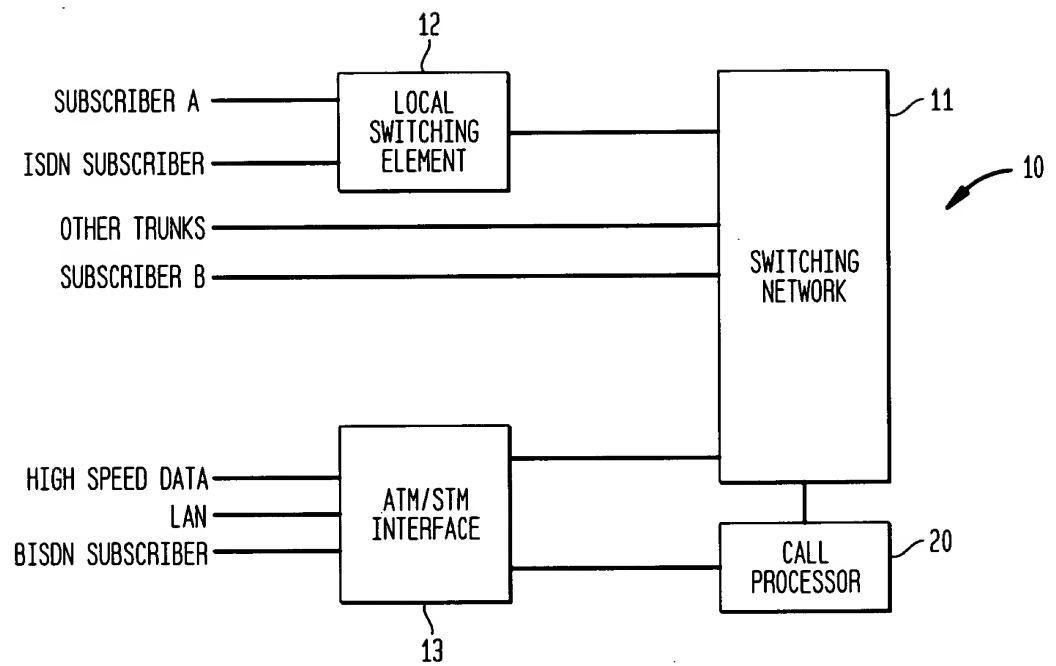 12
SUBSCRIBER A
LOCAL
SWITCHING
ELEMENT
11
ISDN SUBSCRIBER
10
OTHER TRUNKS
SUBSCRIBER B
SWITCHING
NETWORK
HIGH SPEED DATA
LAN
BISDN SUBSCRIBER
ATM/STM
INTERFACE
13
CALL
PROCESSOR
20